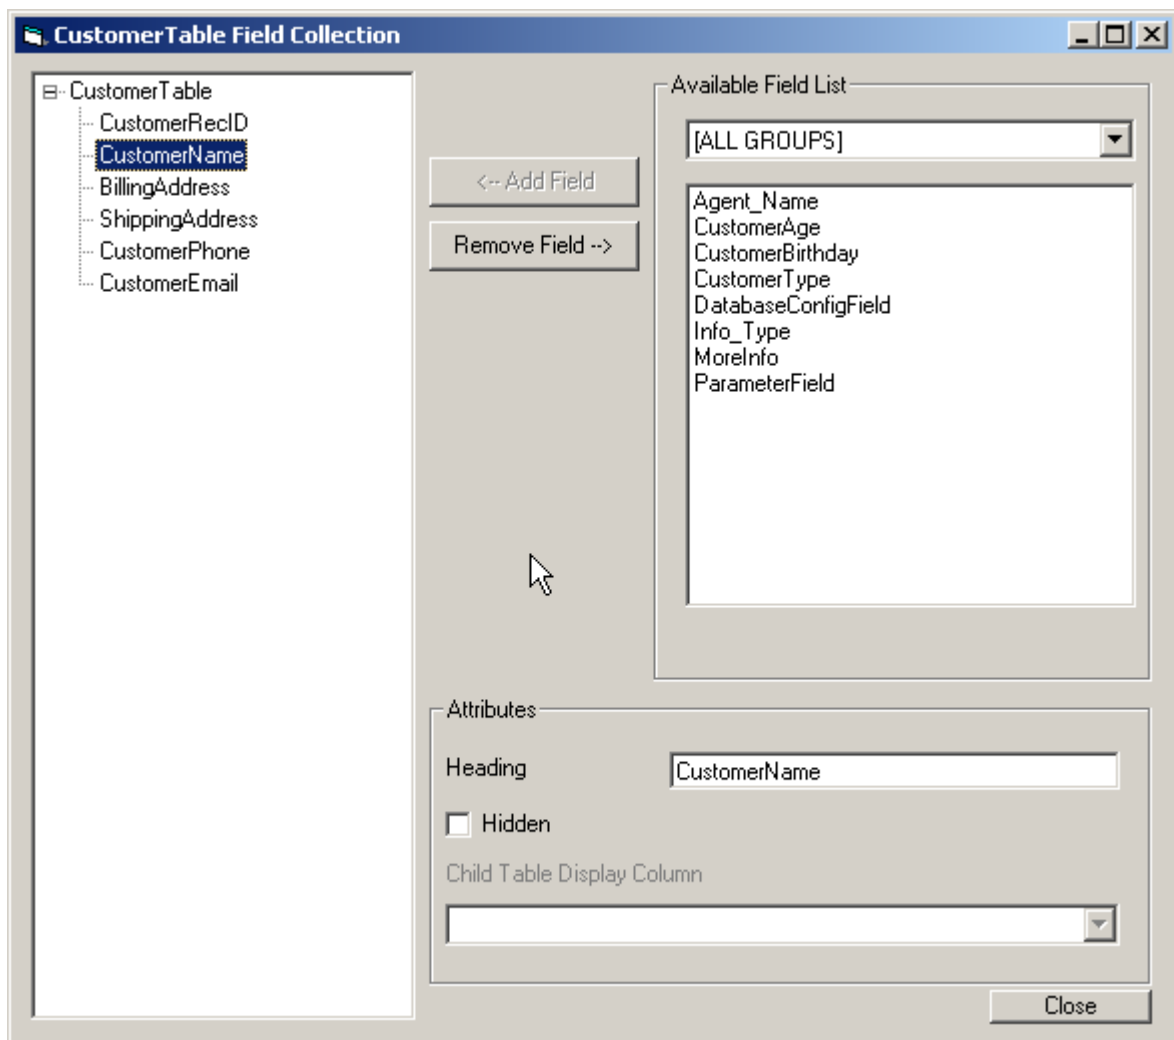 CustomerTable Field Collection
CustomerTable
CustomerRecID
CustomerName
BillingAddress
ShippingAddress
CustomerPhone
CustomerEmail
<-- Add Field
Remove Field -->
Available Field List
[ALL GROUPS]
Agent_Name
CustomerAge
CustomerBirthday
CustomerType
DatabaseConfigField
Info_Type
MoreInfo
ParameterField
Attributes
Heading
CustomerName
Hidden
Child Table Display Column
Close